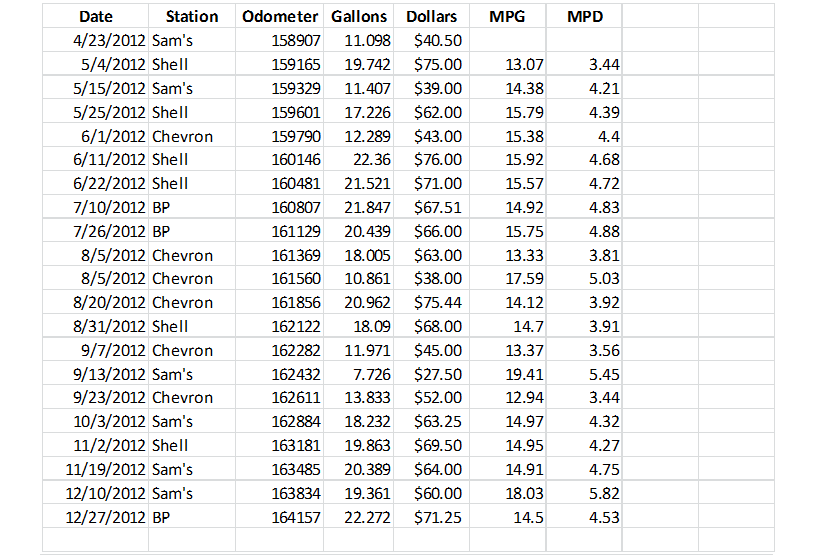 Date Station Odometer Gallons Dollars MPG MPD
4/23/2012 Sam's 158907 11.098 $40.50
5/4/2012 Shell 159165 19.742 $75.00 13.07 3.44
5/15/2012 Sam's 159329 11.407 $39.00 14.38 4.21
5/25/2012 Shell 159601 17.226 $62.00 15.79 4.39
6/1/2012 Chevron 159790 12.289 $43.00 15.38 4.4
6/11/2012 Shell 160146 22.36 $76.00 15.92 4.68
6/22/2012 Shell 160481 21.521 $71.00 15.57 4.72
7/10/2012 BP 160807 21.847 $67.51 14.92 4.83
7/26/2012 BP 161129 20.439 $66.00 15.75 4.88
8/5/2012 Chevron 161369 18.005 $63.00 13.33 3.81
8/5/2012 Chevron 161560 10.861 $38.00 17.59 5.03
8/20/2012 Chevron 161856 20.962 $75.44 14.12 3.92
8/31/2012 Shell 162122 18.09 $68.00 14.7 3.91
9/7/2012 Chevron 162282 11.971 $45.00 13.37 3.56
9/13/2012 Sam's 162432 7.726 $27.50 19.41 5.45
9/23/2012 Chevron 162611 13.833 $52.00 12.94 3.44
10/3/2012 Sam's 162884 18.232 $63.25 14.97 4.32
11/2/2012 Shell 163181 19.863 $69.50 14.95 4.27
11/19/2012 Sam's 163485 20.389 $64.00 14.91 4.75
12/10/2012 Sam's 163834 19.361 $60.00 18.03 5.82
12/27/2012 BP 164157 22.272 $71.25 14.5 4.53